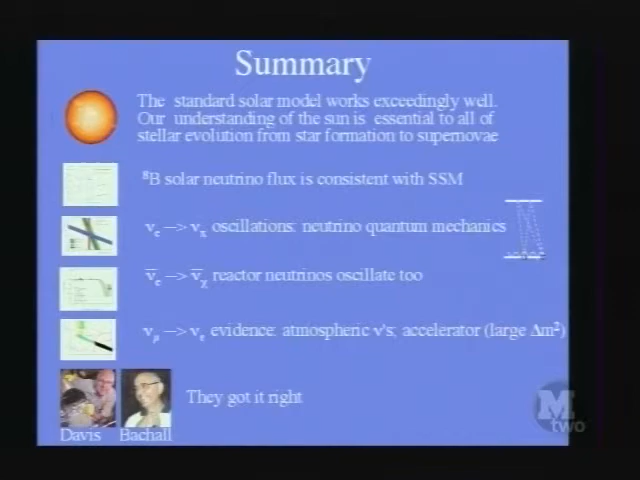 Summary
The standard solar model works exceedingly well.
Our understanding of the sun is essential to all of
stellar evolution from star formation to supernovae
⁸B solar neutrino flux is consistent with SSM
νₑ —> νₓ oscillations: neutrino quantum mechanics
ν̅ₑ —> ν̅ᵪ reactor neutrinos oscillate too
ν_μ —> ν_τ evidence: atmospheric ν's; accelerator (large Δm²)
They got it right
Davis Bachall
M
two